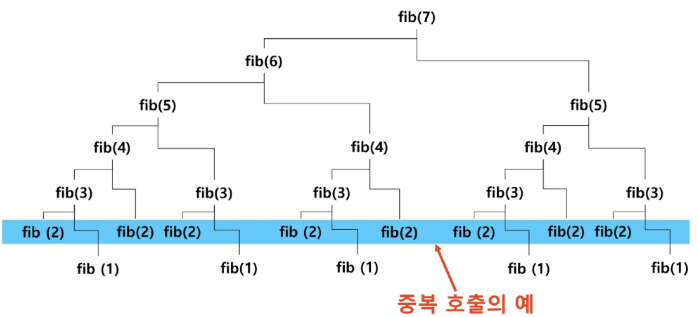 fib(7)
fib(6)
fib(5) fib(5)
fib(4) fib(4) fib(4)
fib(3) fib(3) fib(3) fib(3) fib(3)
fib (2) fib(2) fib(2) fib (2) fib(2) fib (2) fib(2) fib(2)
fib (1) fib(1) fib (1) fib (1) fib(1)
중복 호출의 예